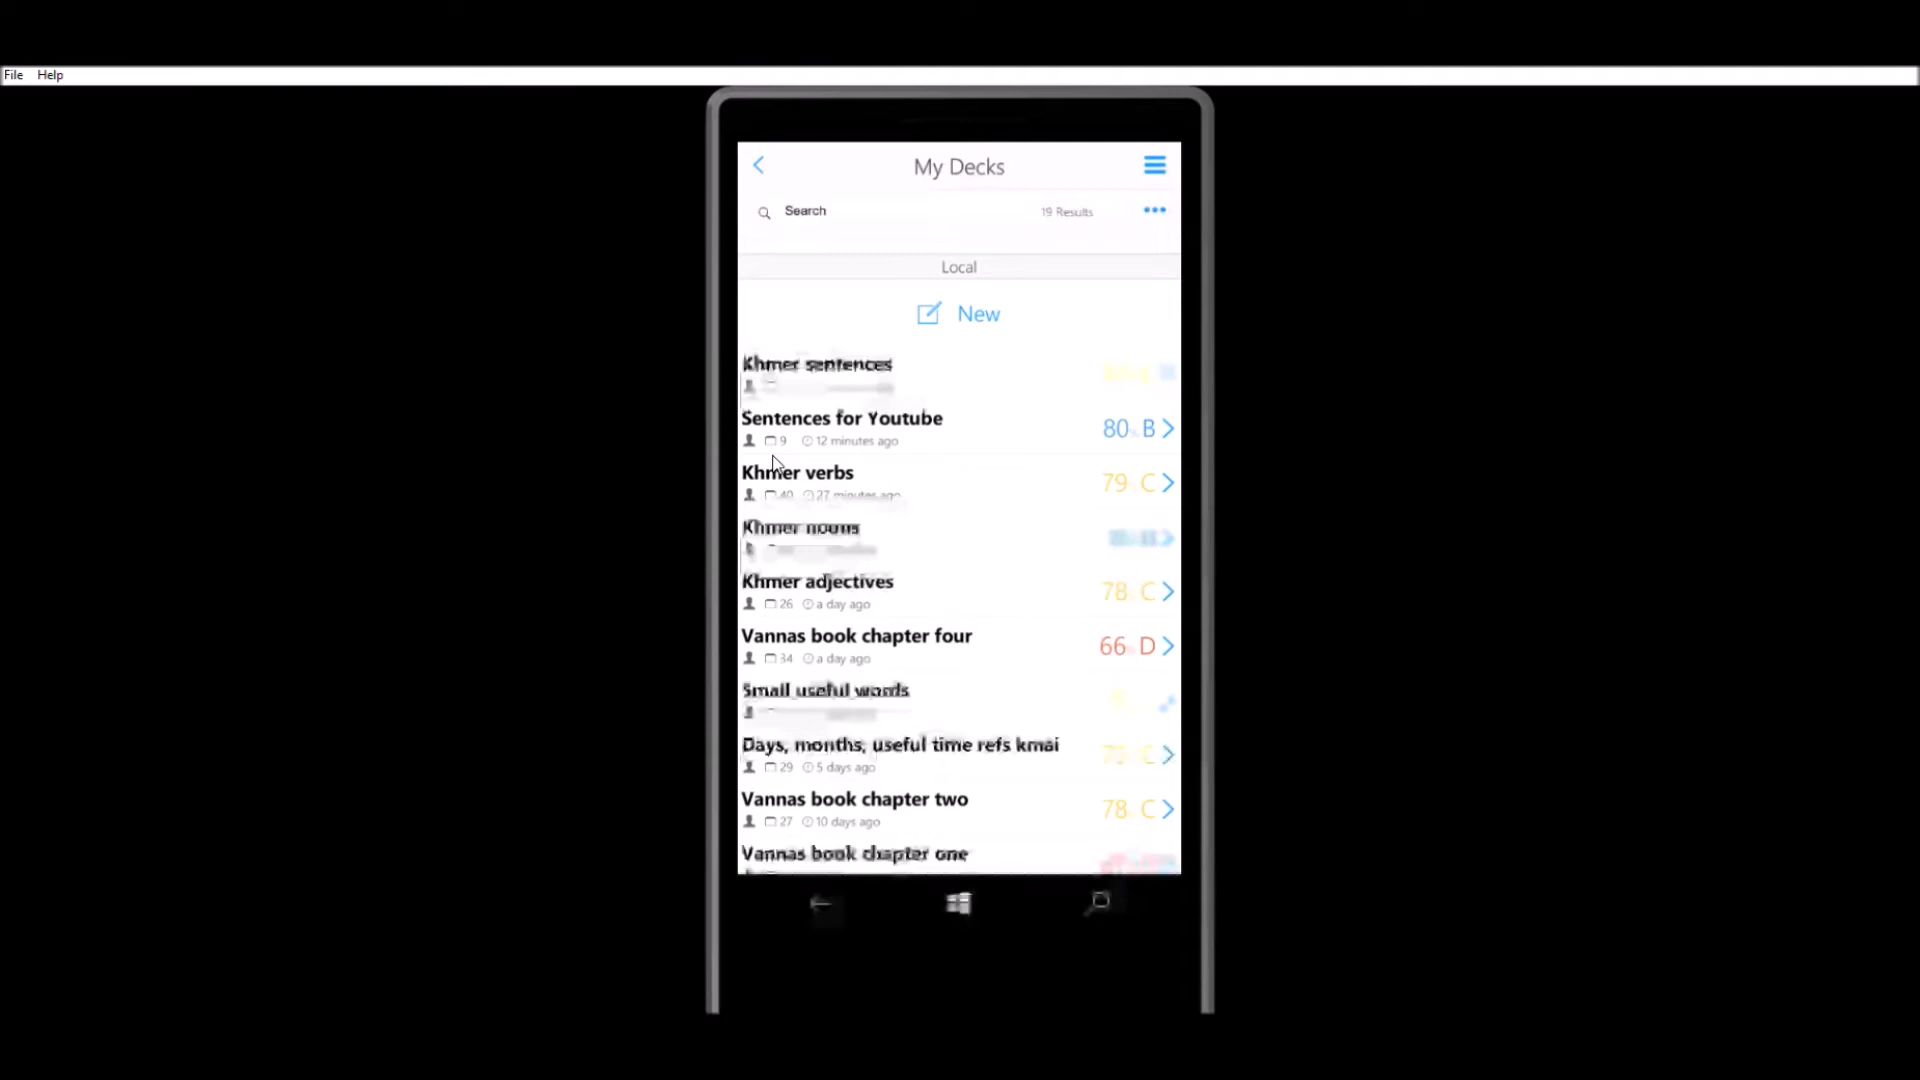 File Help
My Decks
Search 19 Results
Local
New
Khmer sentences
Sentences for Youtube
9 12 minutes ago
80% B
Khmer verbs
40 27 minutes ago
79% C
Khmer nouns
Khmer adjectives
26 a day ago
78% C
Vannas book chapter four
34 a day ago
66% D
Small useful words
Days, months, useful time refs kmai
29 5 days ago
Vannas book chapter two
27 10 days ago
78% C
Vannas book chapter one